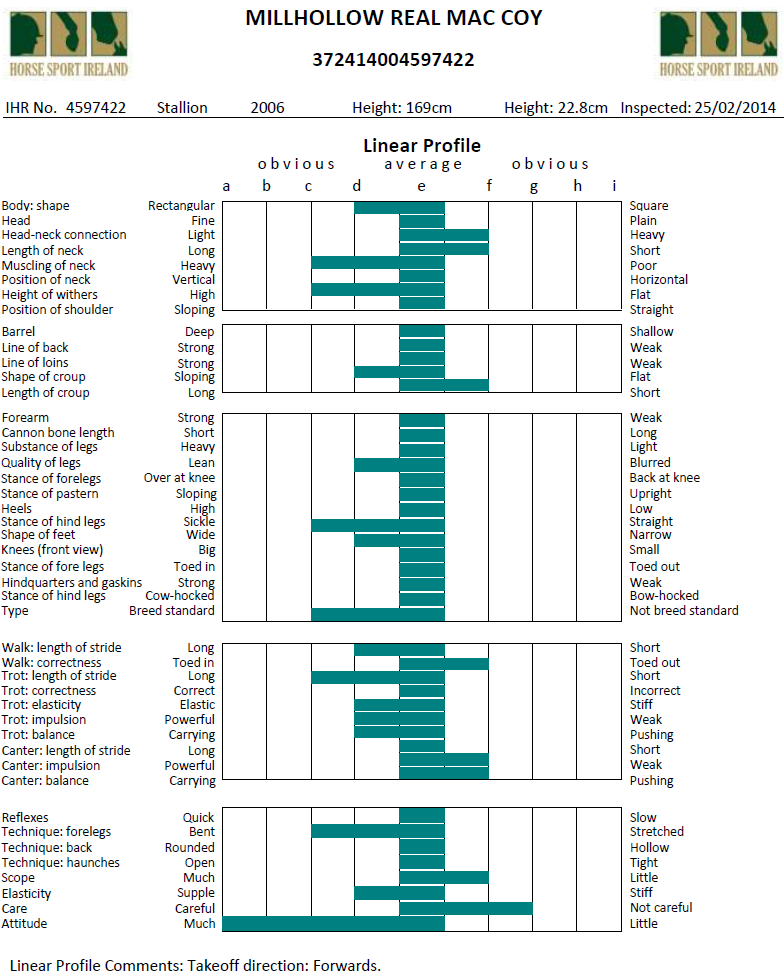 MILLHOLLOW REAL MAC COY
372414004597422
HORSE SPORT IRELAND HORSE SPORT IRELAND
IHR No. 4597422 Stallion 2006 Height: 169cm Height: 22.8cm Inspected: 25/02/2014
Linear Profile
obvious average obvious
a b c d e f g h i
Body: shape Rectangular Square
Head Fine Plain
Head-neck connection Light Heavy
Length of neck Long Short
Muscling of neck Heavy Poor
Position of neck Vertical Horizontal
Height of withers High Flat
Position of shoulder Sloping Straight
Barrel Deep Shallow
Line of back Strong Weak
Line of loins Strong Weak
Shape of croup Sloping Flat
Length of croup Long Short
Forearm Strong Weak
Cannon bone length Short Long
Substance of legs Heavy Light
Quality of legs Lean Blurred
Stance of forelegs Over at knee Back at knee
Stance of pastern Sloping Upright
Heels High Low
Stance of hind legs Sickle Straight
Shape of feet Wide Narrow
Knees (front view) Big Small
Stance of fore legs Toed in Toed out
Hindquarters and gaskins Strong Weak
Stance of hind legs Cow-hocked Bow-hocked
Type Breed standard Not breed standard
Walk: length of stride Long Short
Walk: correctness Toed in Toed out
Trot: length of stride Long Short
Trot: correctness Correct Incorrect
Trot: elasticity Elastic Stiff
Trot: impulsion Powerful Weak
Trot: balance Carrying Pushing
Canter: length of stride Long Short
Canter: impulsion Powerful Weak
Canter: balance Carrying Pushing
Reflexes Quick Slow
Technique: forelegs Bent Stretched
Technique: back Rounded Hollow
Technique: haunches Open Tight
Scope Much Little
Elasticity Supple Stiff
Care Careful Not careful
Attitude Much Little
Linear Profile Comments: Takeoff direction: Forwards.